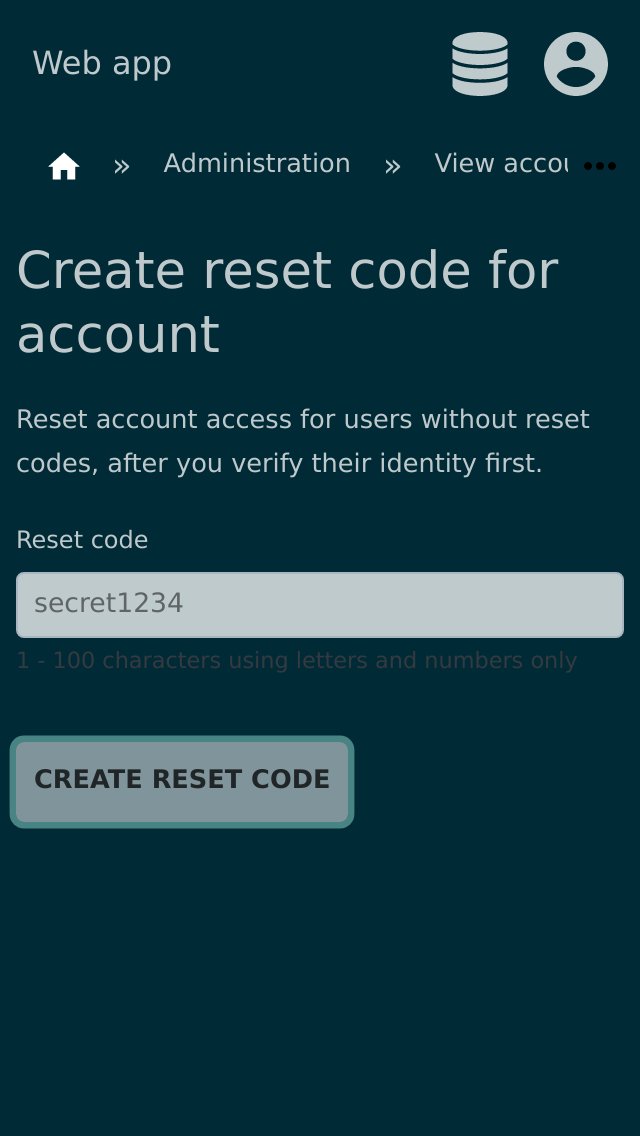 Web app
» Administration » View accou
Create reset code for
account
Reset account access for users without reset
codes, after you verify their identity first.
Reset code
secret1234
1 - 100 characters using letters and numbers only
CREATE RESET CODE